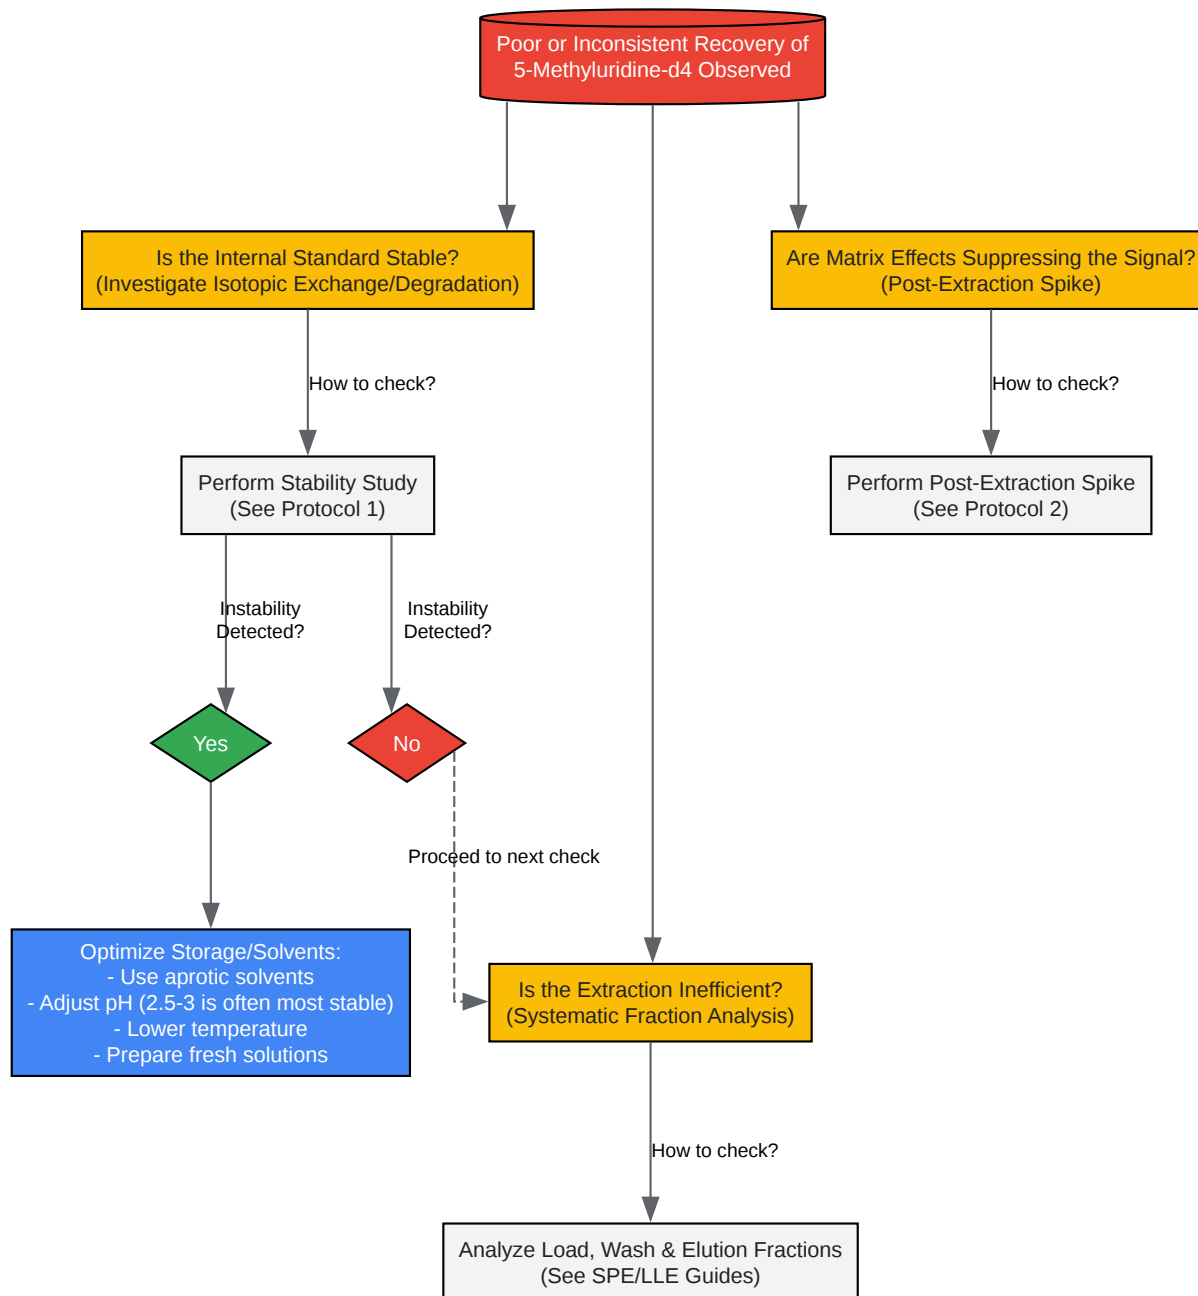 Poor or Inconsistent Recovery of
5-Methyluridine-d4 Observed
Is the Internal Standard Stable?
(Investigate Isotopic Exchange/Degradation)
Are Matrix Effects Suppressing the Signal?
(Post-Extraction Spike)
How to check?
How to check?
Perform Stability Study
(See Protocol 1)
Perform Post-Extraction Spike
(See Protocol 2)
Instability
Detected?
Instability
Detected?
Yes
No
Proceed to next check
Optimize Storage/Solvents:
- Use aprotic solvents
- Adjust pH (2.5-3 is often most stable)
- Lower temperature
- Prepare fresh solutions
Is the Extraction Inefficient?
(Systematic Fraction Analysis)
How to check?
Analyze Load, Wash & Elution Fractions
(See SPE/LLE Guides)